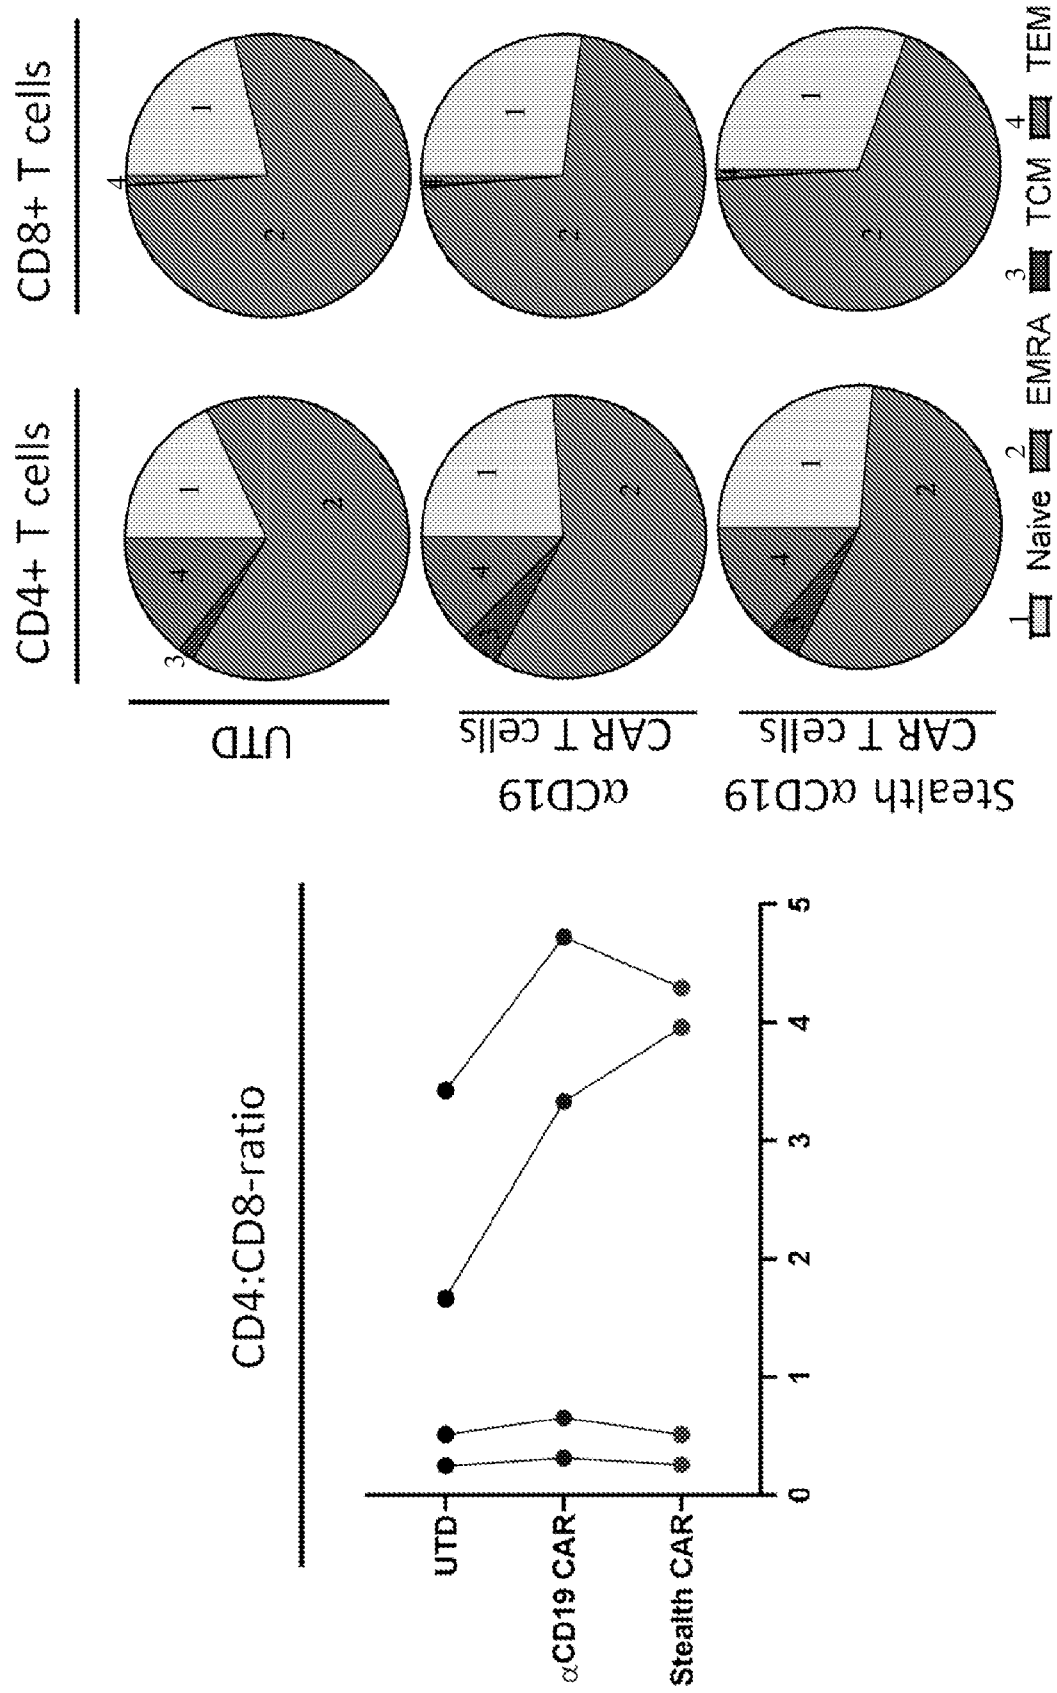 CD4:CD8-ratio
UTD
αCD19 CAR
Stealth CAR
0
1
2
3
4
5
CD4+ T cells
CD8+ T cells
UTD
αCD19
CAR T cells
Stealth αCD19
CAR T cells
1
2
3
4
1
2
4
1
2
4
1
2
1
2
4
1
2
1 Naive
2 EMRA
3 TCM
4 TEM